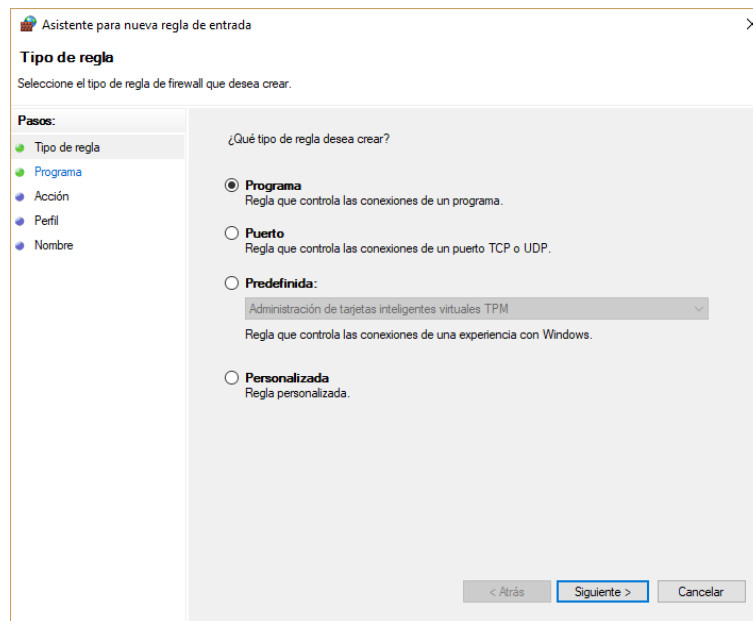 Asistente para nueva regla de entrada
Tipo de regla
Seleccione el tipo de regla de firewall que desea crear.
Pasos:
Tipo de regla
Programa
Acción
Perfil
Nombre
¿Qué tipo de regla desea crear?
Programa
Regla que controla las conexiones de un programa.
Puerto
Regla que controla las conexiones de un puerto TCP o UDP.
Predefinida:
Administración de tarjetas inteligentes virtuales TPM
Regla que controla las conexiones de una experiencia con Windows.
Personalizada
Regla personalizada.
< Atrás
Siguiente >
Cancelar